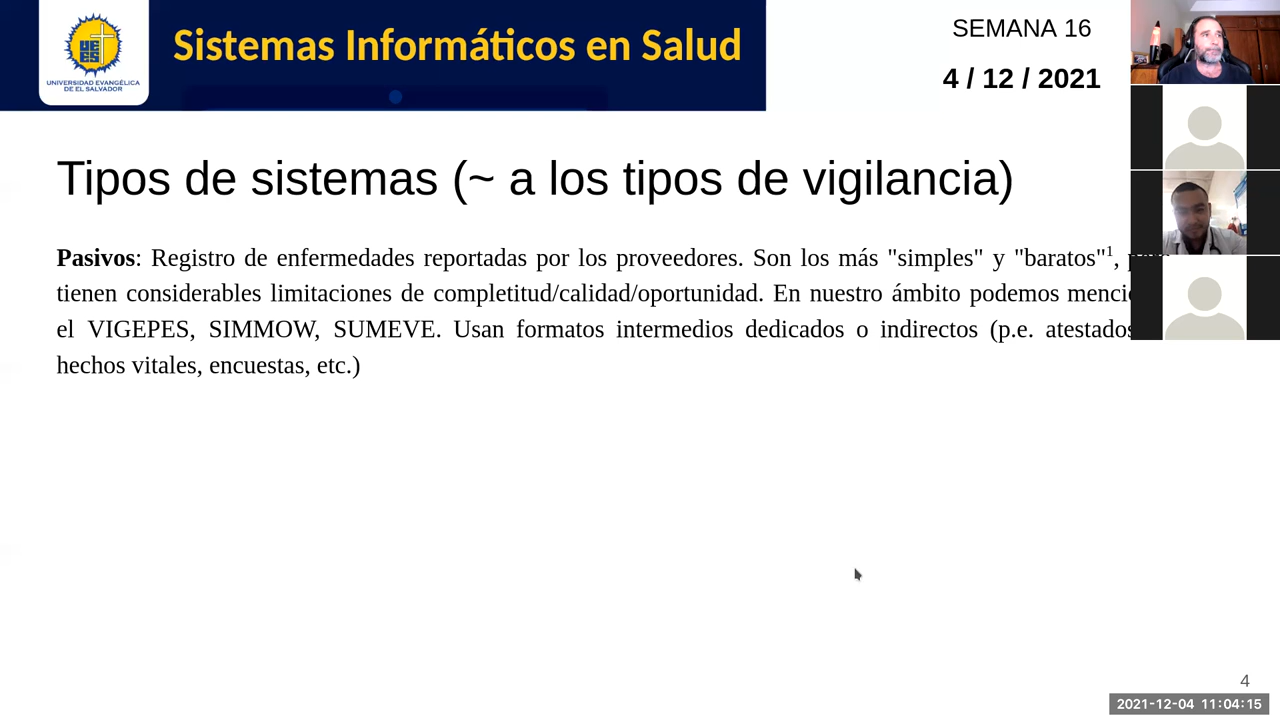 UNIVERSIDAD EVANGÉLICA
DE EL SALVADOR
Sistemas Informáticos en Salud
SEMANA 16
4 / 12 / 2021
Tipos de sistemas (~ a los tipos de vigilancia)
Pasivos: Registro de enfermedades reportadas por los proveedores. Son los más "simples" y "baratos"1,
tienen considerables limitaciones de completitud/calidad/oportunidad. En nuestro ámbito podemos
el VIGEPES, SIMMOW, SUMEVE. Usan formatos intermedios dedicados o indirectos (p.e. atestados
hechos vitales, encuestas, etc.)
4
2021-12-04 11:04:15